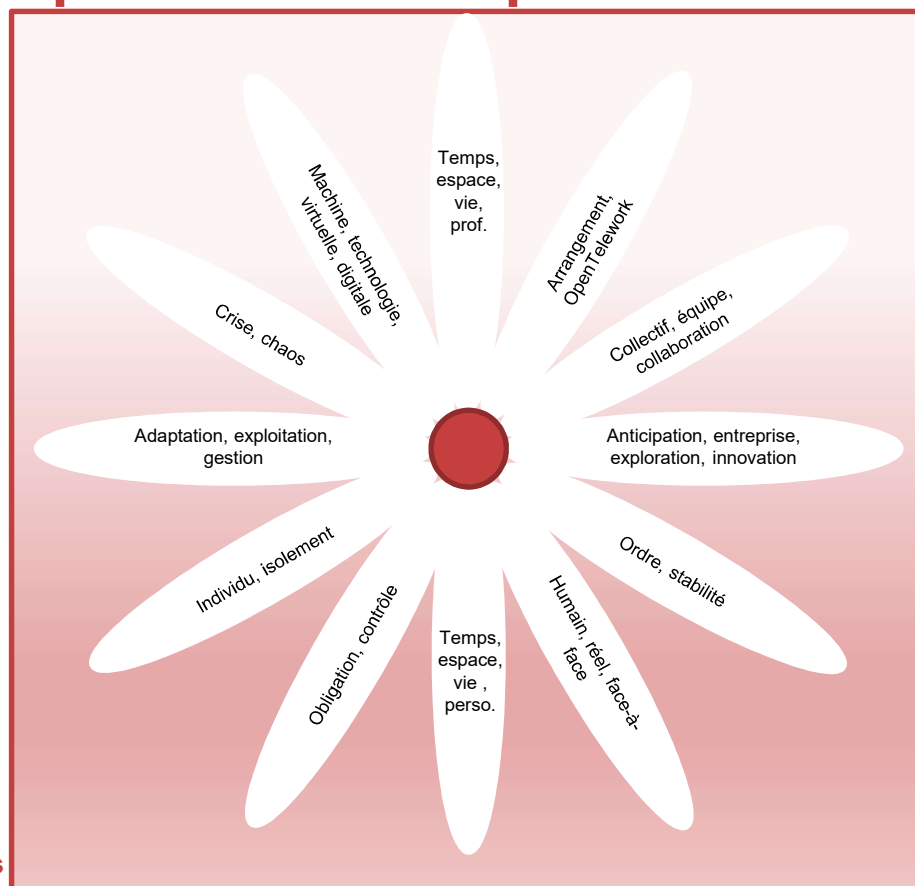 Temps,
espace,
vie,
prof.
Machine, technologie,
virtuelle, digitale
Arrangement,
OpenTelework
Crise, chaos
Collectif, équipe,
collaboration
Adaptation, exploitation,
gestion
Anticipation, entreprise,
exploration, innovation
Individu, isolement
Ordre, stabilité
Obligation, contrôle
Temps,
espace,
vie ,
perso.
Humain, réel, face-à-
face
s